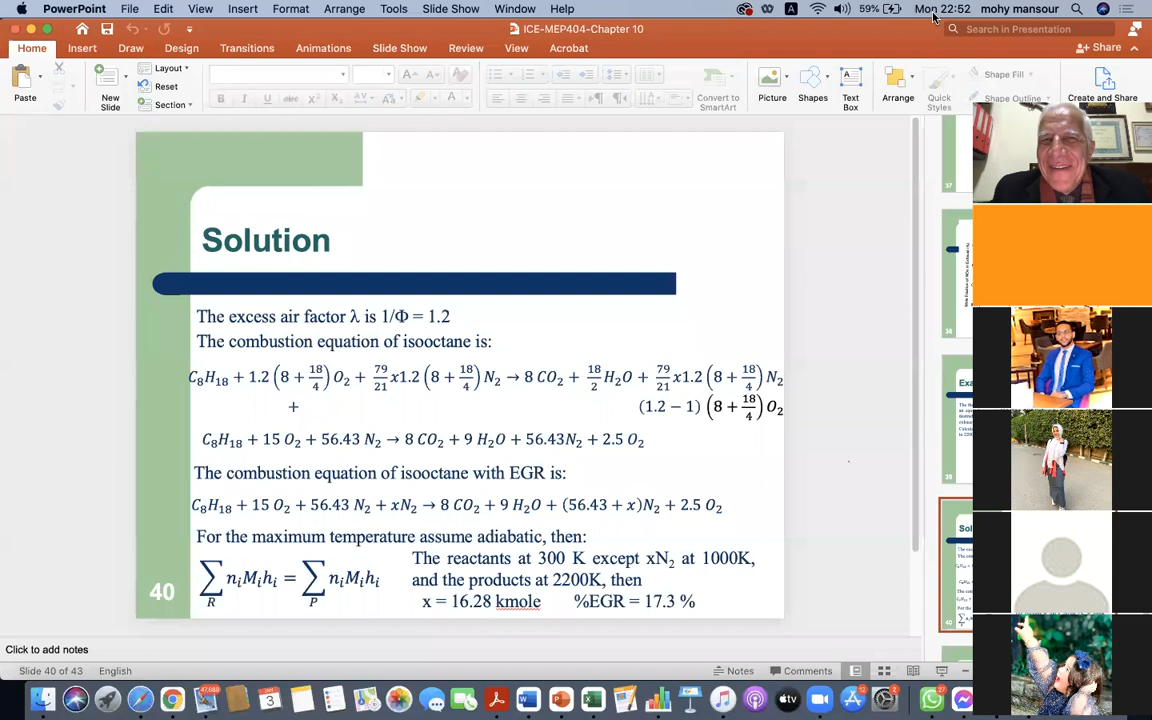 PowerPoint File Edit View Insert Format Arrange Tools Slide Show Window Help A 59% Mon 22:52 mohy mansour
ICE-MEP404-Chapter 10 Search in Presentation
Home Insert Draw Design Transitions Animations Slide Show Review View Acrobat Share
Paste New Slide Layout Reset Section B I U abc X² X₂ AV Aa A Convert to SmartArt Picture Shapes Text Box Arrange Quick Styles Shape Fill Shape Outline Create and Share
Solution
The excess air factor λ is 1/Φ = 1.2
The combustion equation of isooctane is:
C₈H₁₈ + 1.2 (8 + 18/4) O₂ + 79/21 x1.2 (8 + 18/4) N₂ → 8 CO₂ + 18/2 H₂O + 79/21 x1.2 (8 + 18/4) N₂
+ (1.2 − 1) (8 + 18/4) O₂
C₈H₁₈ + 15 O₂ + 56.43 N₂ → 8 CO₂ + 9 H₂O + 56.43N₂ + 2.5 O₂
The combustion equation of isooctane with EGR is:
C₈H₁₈ + 15 O₂ + 56.43 N₂ + xN₂ → 8 CO₂ + 9 H₂O + (56.43 + x)N₂ + 2.5 O₂
For the maximum temperature assume adiabatic, then:
∑R nᵢMᵢhᵢ = ∑P nᵢMᵢhᵢ
The reactants at 300 K except xN₂ at 1000K,
and the products at 2200K, then
x = 16.28 kmole %EGR = 17.3 %
40
37
38
39
40
Click to add notes
Slide 40 of 43 English Notes Comments